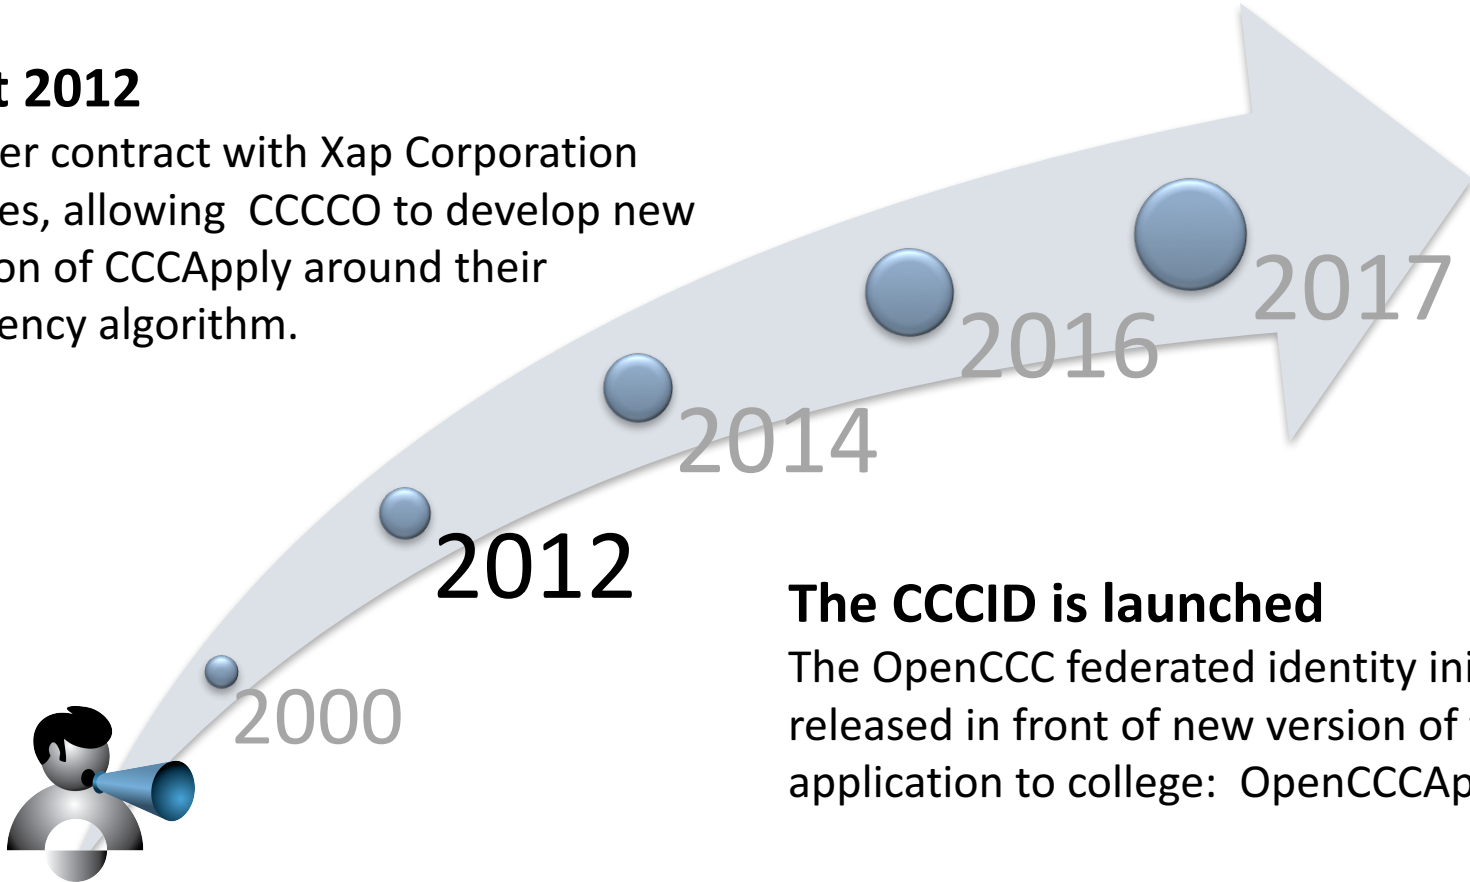 t 2012
er contract with Xap Corporation
es, allowing  CCCCO to develop new
on of CCCApply around their
ency algorithm.
2017
2016
2014
2012
2000
The CCCID is launched
The OpenCCC federated identity ini
released in front of new version of
application to college:  OpenCCCAp